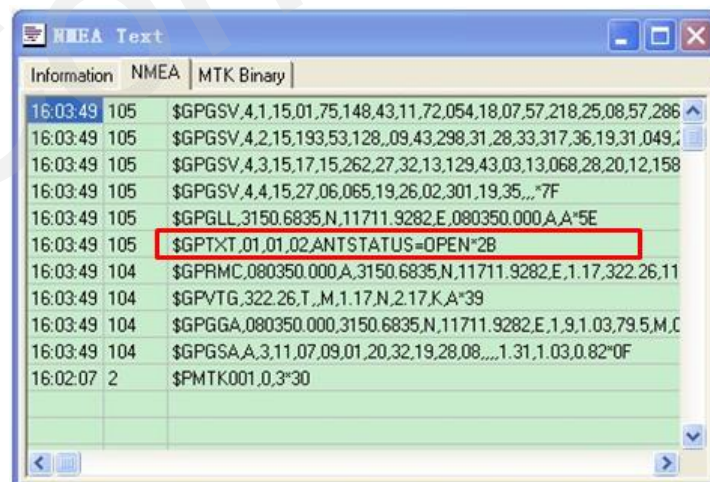 NMEA Text
Information NMEA MTK Binary
16:03:49 105 $GPGSV,4,1,15,01,75,148,43,11,72,054,18,07,57,218,25,08,57,286
16:03:49 105 $GPGSV,4,2,15,193,53,128,,09,43,298,31,28,33,317,36,19,31,049,
16:03:49 105 $GPGSV,4,3,15,17,15,262,27,32,13,129,43,03,13,068,28,20,12,158
16:03:49 105 $GPGSV,4,4,15,27,06,065,19,26,02,301,19,35,,,*7F
16:03:49 105 $GPGLL,3150.6835,N,11711.9282,E,080350.000,A,A*5E
16:03:49 105 $GPTXT,01,01,02,ANTSTATUS=OPEN*2B
16:03:49 104 $GPRMC,080350.000,A,3150.6835,N,11711.9282,E,1.17,322.26,11
16:03:49 104 $GPVTG,322.26,T,,M,1.17,N,2.17,K,A*39
16:03:49 104 $GPGGA,080350.000,3150.6835,N,11711.9282,E,1,9,1.03,79.5,M,
16:03:49 104 $GPGSA,A,3,11,07,09,01,20,32,19,28,08,,,,1.31,1.03,0.82*0F
16:02:07 2 $PMTK001,0,3*30